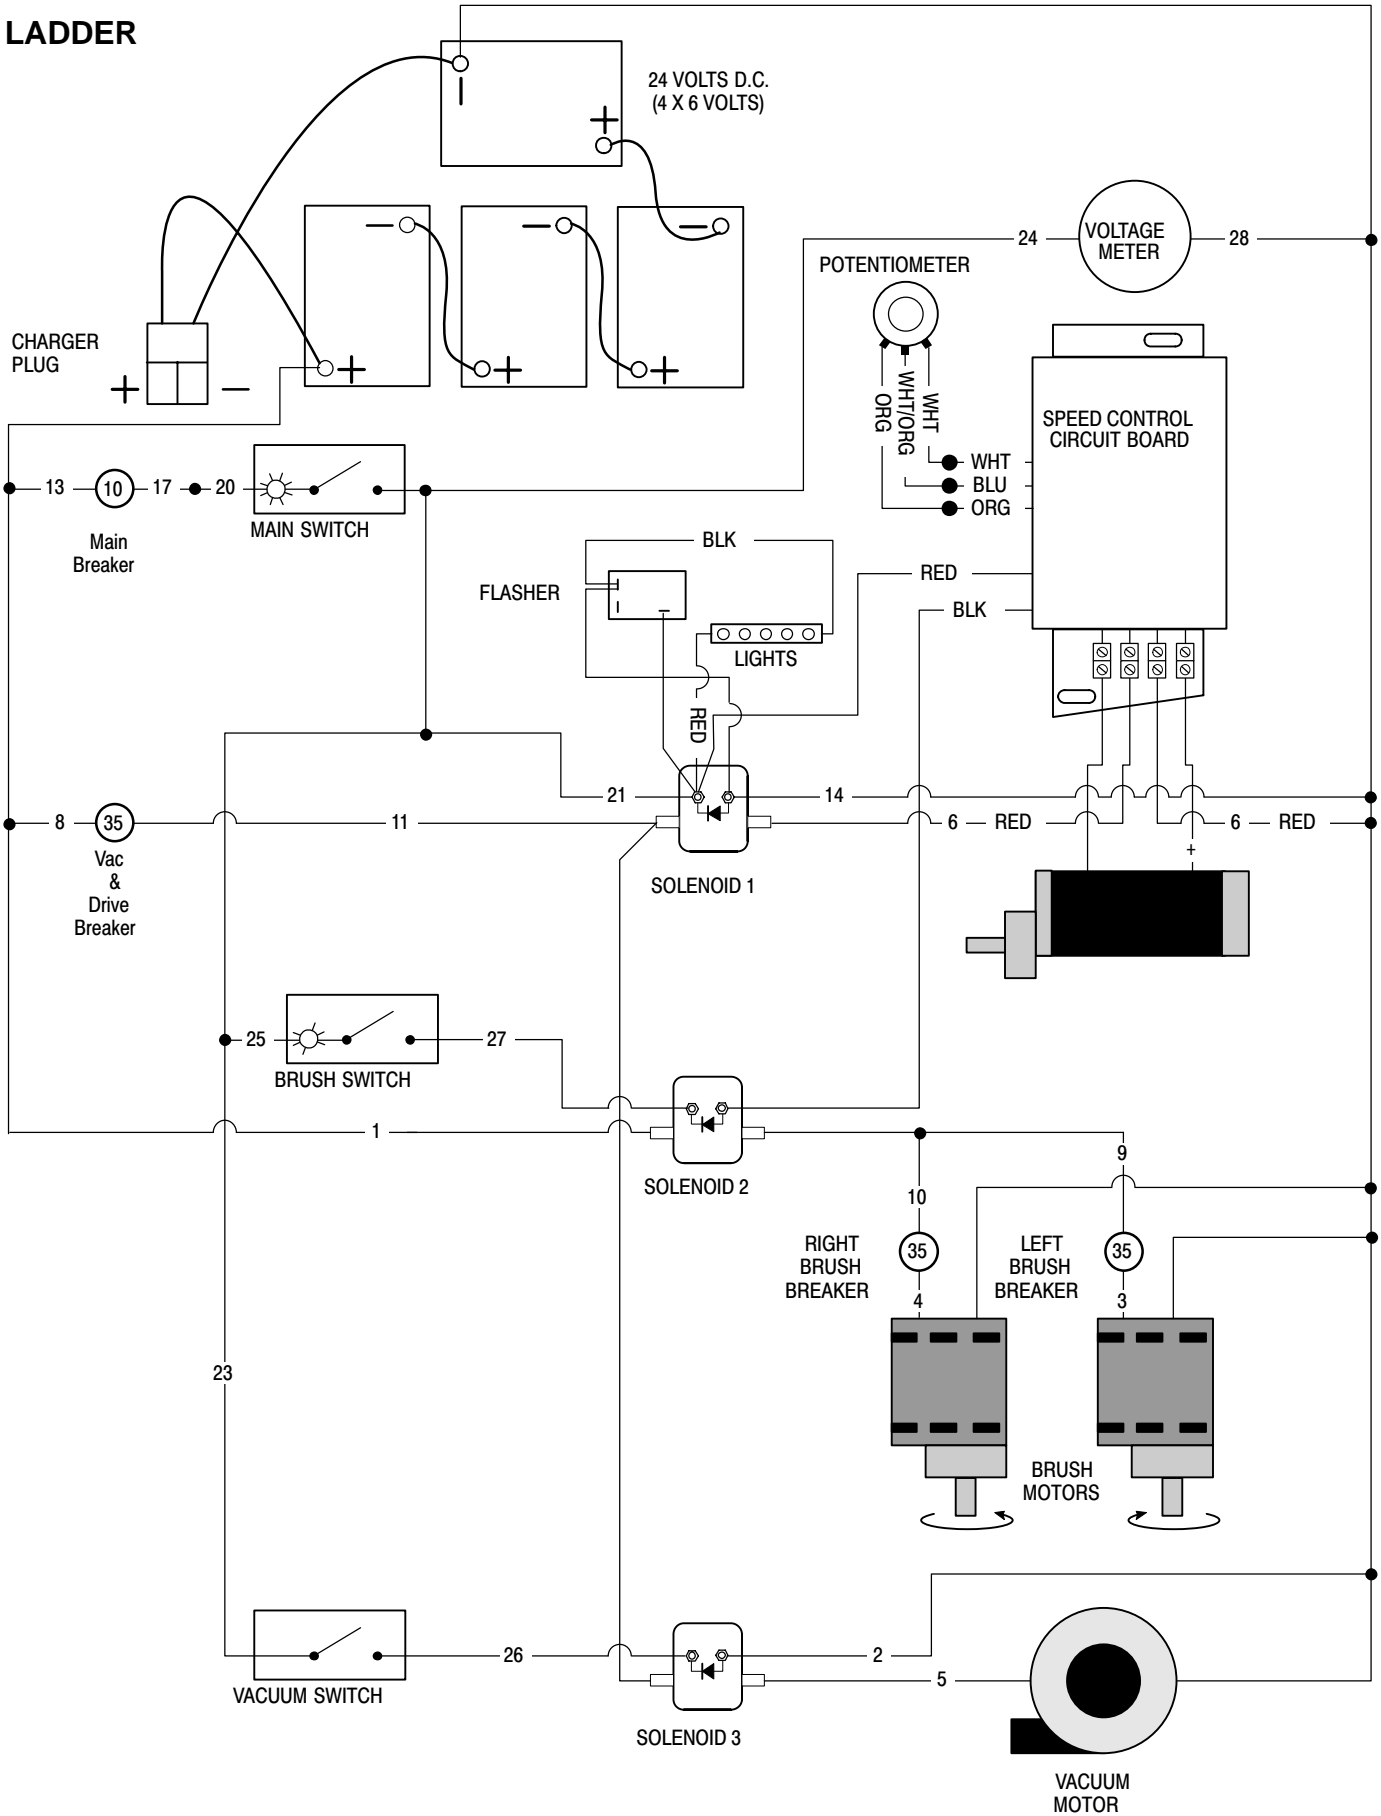 LADDER
24 VOLTS D.C.
(4 X 6 VOLTS)
24
VOLTAGE
METER
28
POTENTIOMETER
CHARGER
PLUG
+
−
ORG
WHT/ORG
WHT
SPEED CONTROL
CIRCUIT BOARD
WHT
BLU
ORG
13
10
17
20
MAIN SWITCH
Main
Breaker
BLK
FLASHER
LIGHTS
RED
BLK
RED
21
14
8
35
11
6
RED
6
RED
+
Vac
&
Drive
Breaker
SOLENOID 1
25
27
BRUSH SWITCH
1
SOLENOID 2
9
10
RIGHT
BRUSH
BREAKER
35
4
LEFT
BRUSH
BREAKER
35
3
23
BRUSH
MOTORS
26
2
5
VACUUM SWITCH
SOLENOID 3
VACUUM
MOTOR